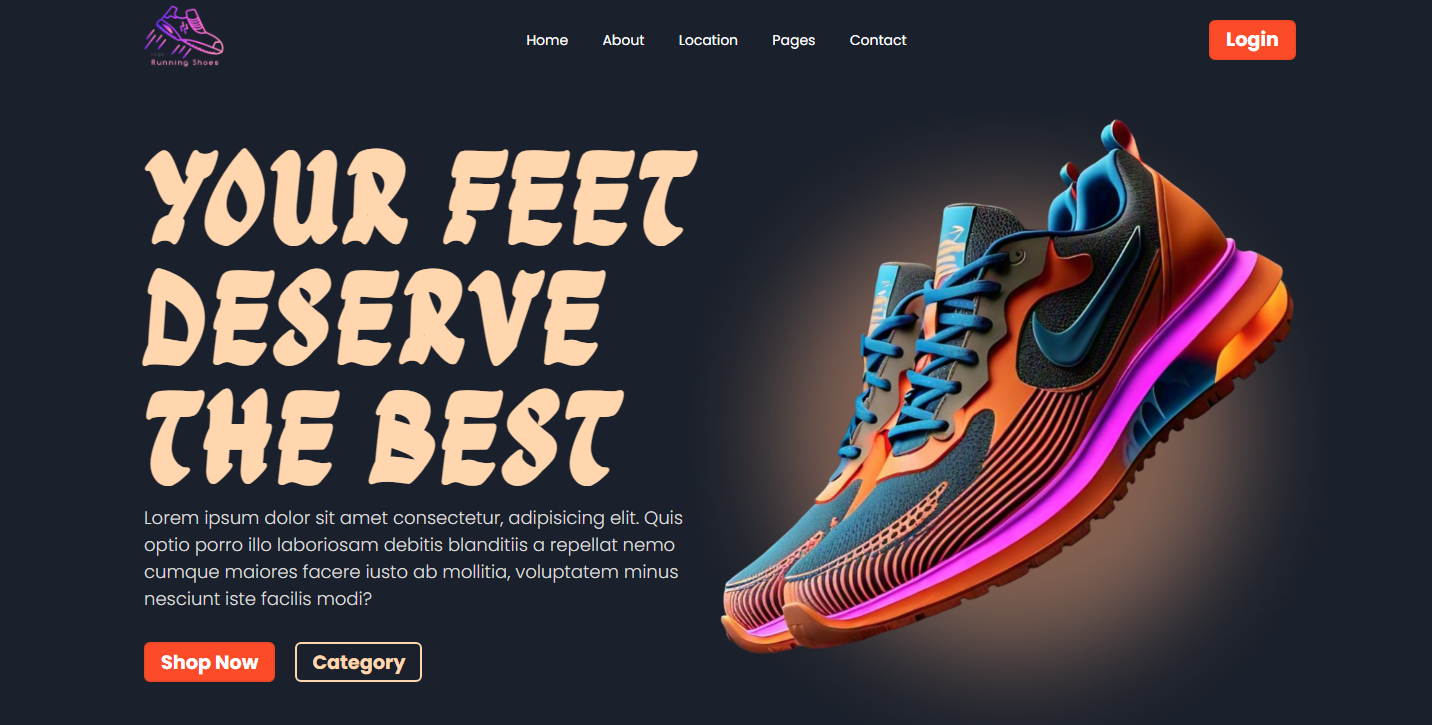 Running Shoes
Home About Location Pages Contact
Login
YOUR FEET
DESERVE
THE BEST
Lorem ipsum dolor sit amet consectetur, adipisicing elit. Quis
optio porro illo laboriosam debitis blanditiis a repellat nemo
cumque maiores facere iusto ab mollitia, voluptatem minus
nesciunt iste facilis modi?
Shop Now Category